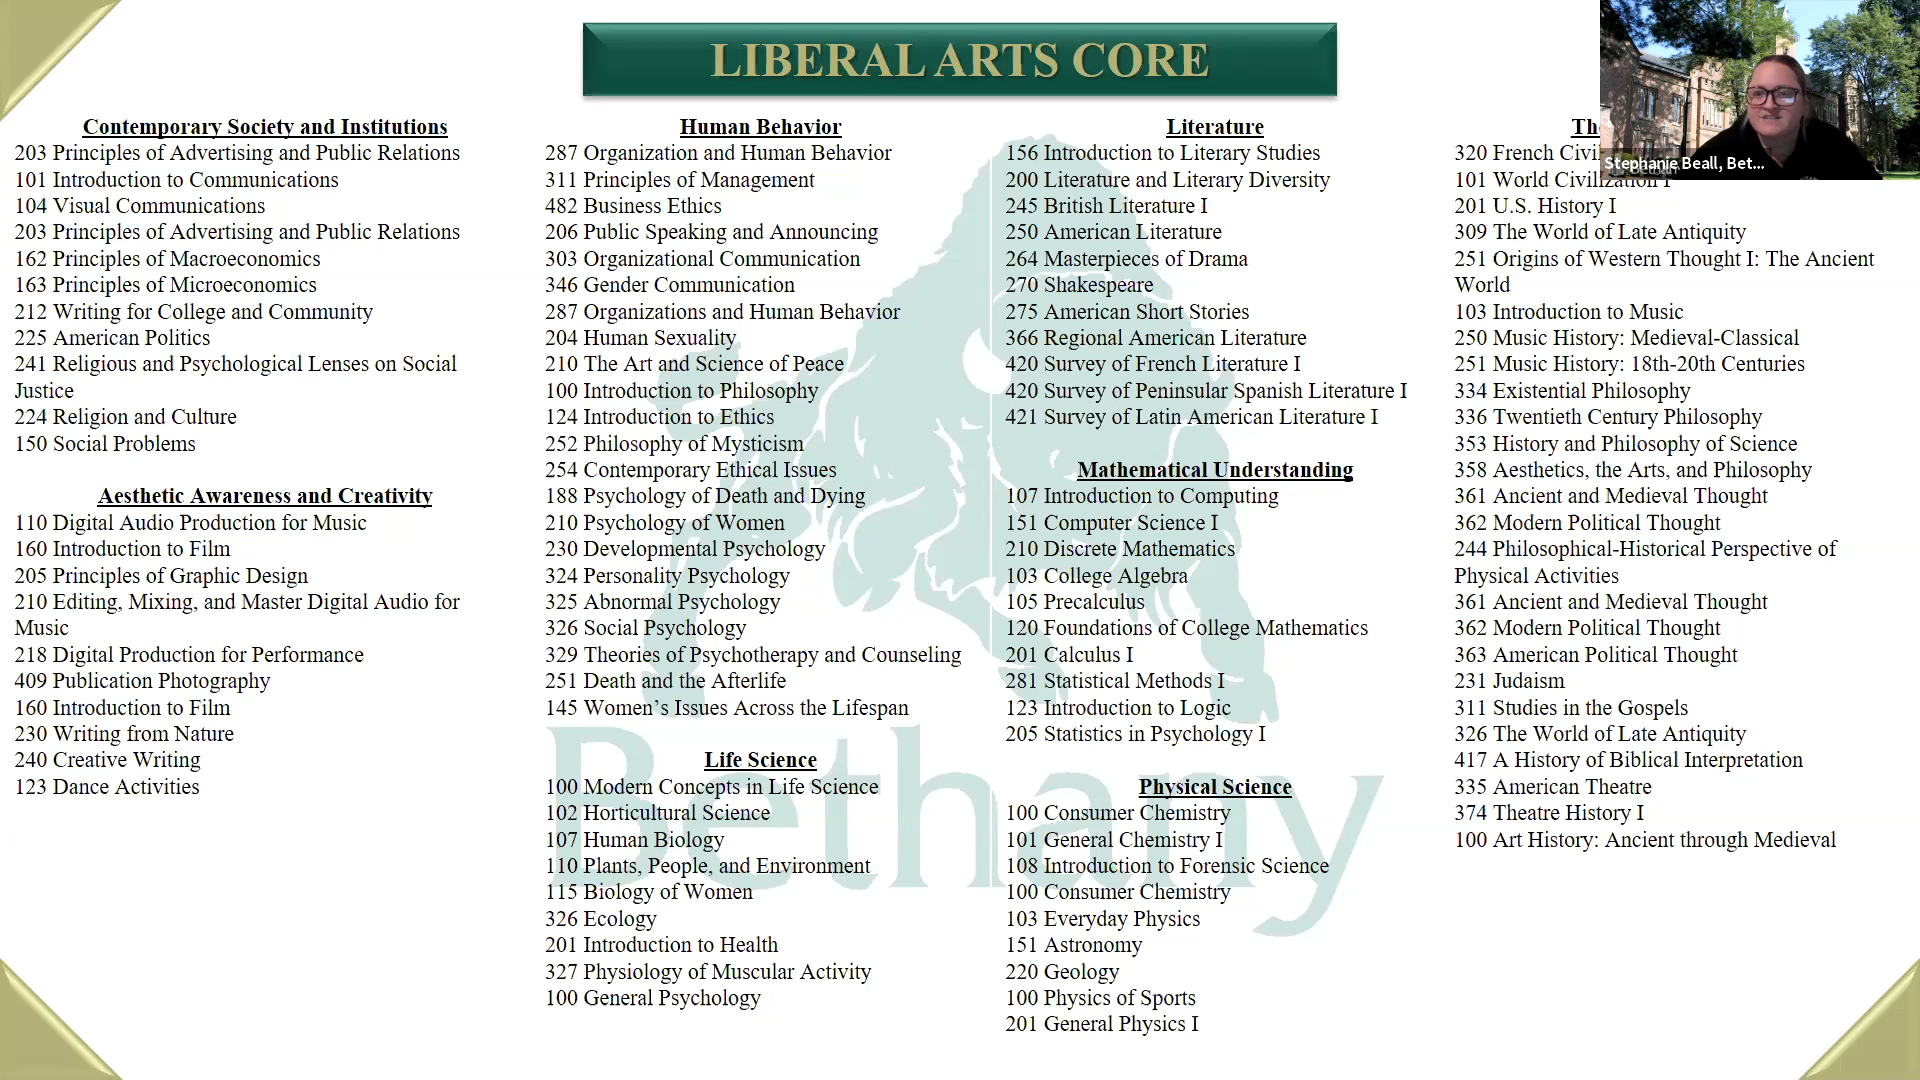 LIBERAL ARTS CORE
Contemporary Society and Institutions
203 Principles of Advertising and Public Relations
101 Introduction to Communications
104 Visual Communications
203 Principles of Advertising and Public Relations
162 Principles of Macroeconomics
163 Principles of Microeconomics
212 Writing for College and Community
225 American Politics
241 Religious and Psychological Lenses on Social
Justice
224 Religion and Culture
150 Social Problems
Aesthetic Awareness and Creativity
110 Digital Audio Production for Music
160 Introduction to Film
205 Principles of Graphic Design
210 Editing, Mixing, and Master Digital Audio for
Music
218 Digital Production for Performance
409 Publication Photography
160 Introduction to Film
230 Writing from Nature
240 Creative Writing
123 Dance Activities
Human Behavior
287 Organization and Human Behavior
311 Principles of Management
482 Business Ethics
206 Public Speaking and Announcing
303 Organizational Communication
346 Gender Communication
287 Organizations and Human Behavior
204 Human Sexuality
210 The Art and Science of Peace
100 Introduction to Philosophy
124 Introduction to Ethics
252 Philosophy of Mysticism
254 Contemporary Ethical Issues
188 Psychology of Death and Dying
210 Psychology of Women
230 Developmental Psychology
324 Personality Psychology
325 Abnormal Psychology
326 Social Psychology
329 Theories of Psychotherapy and Counseling
251 Death and the Afterlife
145 Women’s Issues Across the Lifespan
Life Science
100 Modern Concepts in Life Science
102 Horticultural Science
107 Human Biology
110 Plants, People, and Environment
115 Biology of Women
326 Ecology
201 Introduction to Health
327 Physiology of Muscular Activity
100 General Psychology
Literature
156 Introduction to Literary Studies
200 Literature and Literary Diversity
245 British Literature I
250 American Literature
264 Masterpieces of Drama
270 Shakespeare
275 American Short Stories
366 Regional American Literature
420 Survey of French Literature I
420 Survey of Peninsular Spanish Literature I
421 Survey of Latin American Literature I
Mathematical Understanding
107 Introduction to Computing
151 Computer Science I
210 Discrete Mathematics
103 College Algebra
105 Precalculus
120 Foundations of College Mathematics
201 Calculus I
281 Statistical Methods I
123 Introduction to Logic
205 Statistics in Psychology I
Physical Science
100 Consumer Chemistry
101 General Chemistry I
108 Introduction to Forensic Science
100 Consumer Chemistry
103 Everyday Physics
151 Astronomy
220 Geology
100 Physics of Sports
201 General Physics I
Th
320 French Civi
101 World Civilization I
201 U.S. History I
309 The World of Late Antiquity
251 Origins of Western Thought I: The Ancient
World
103 Introduction to Music
250 Music History: Medieval-Classical
251 Music History: 18th-20th Centuries
334 Existential Philosophy
336 Twentieth Century Philosophy
353 History and Philosophy of Science
358 Aesthetics, the Arts, and Philosophy
361 Ancient and Medieval Thought
362 Modern Political Thought
244 Philosophical-Historical Perspective of
Physical Activities
361 Ancient and Medieval Thought
362 Modern Political Thought
363 American Political Thought
231 Judaism
311 Studies in the Gospels
326 The World of Late Antiquity
417 A History of Biblical Interpretation
335 American Theatre
374 Theatre History I
100 Art History: Ancient through Medieval
Stephanie Beall, Bet...
Bethany